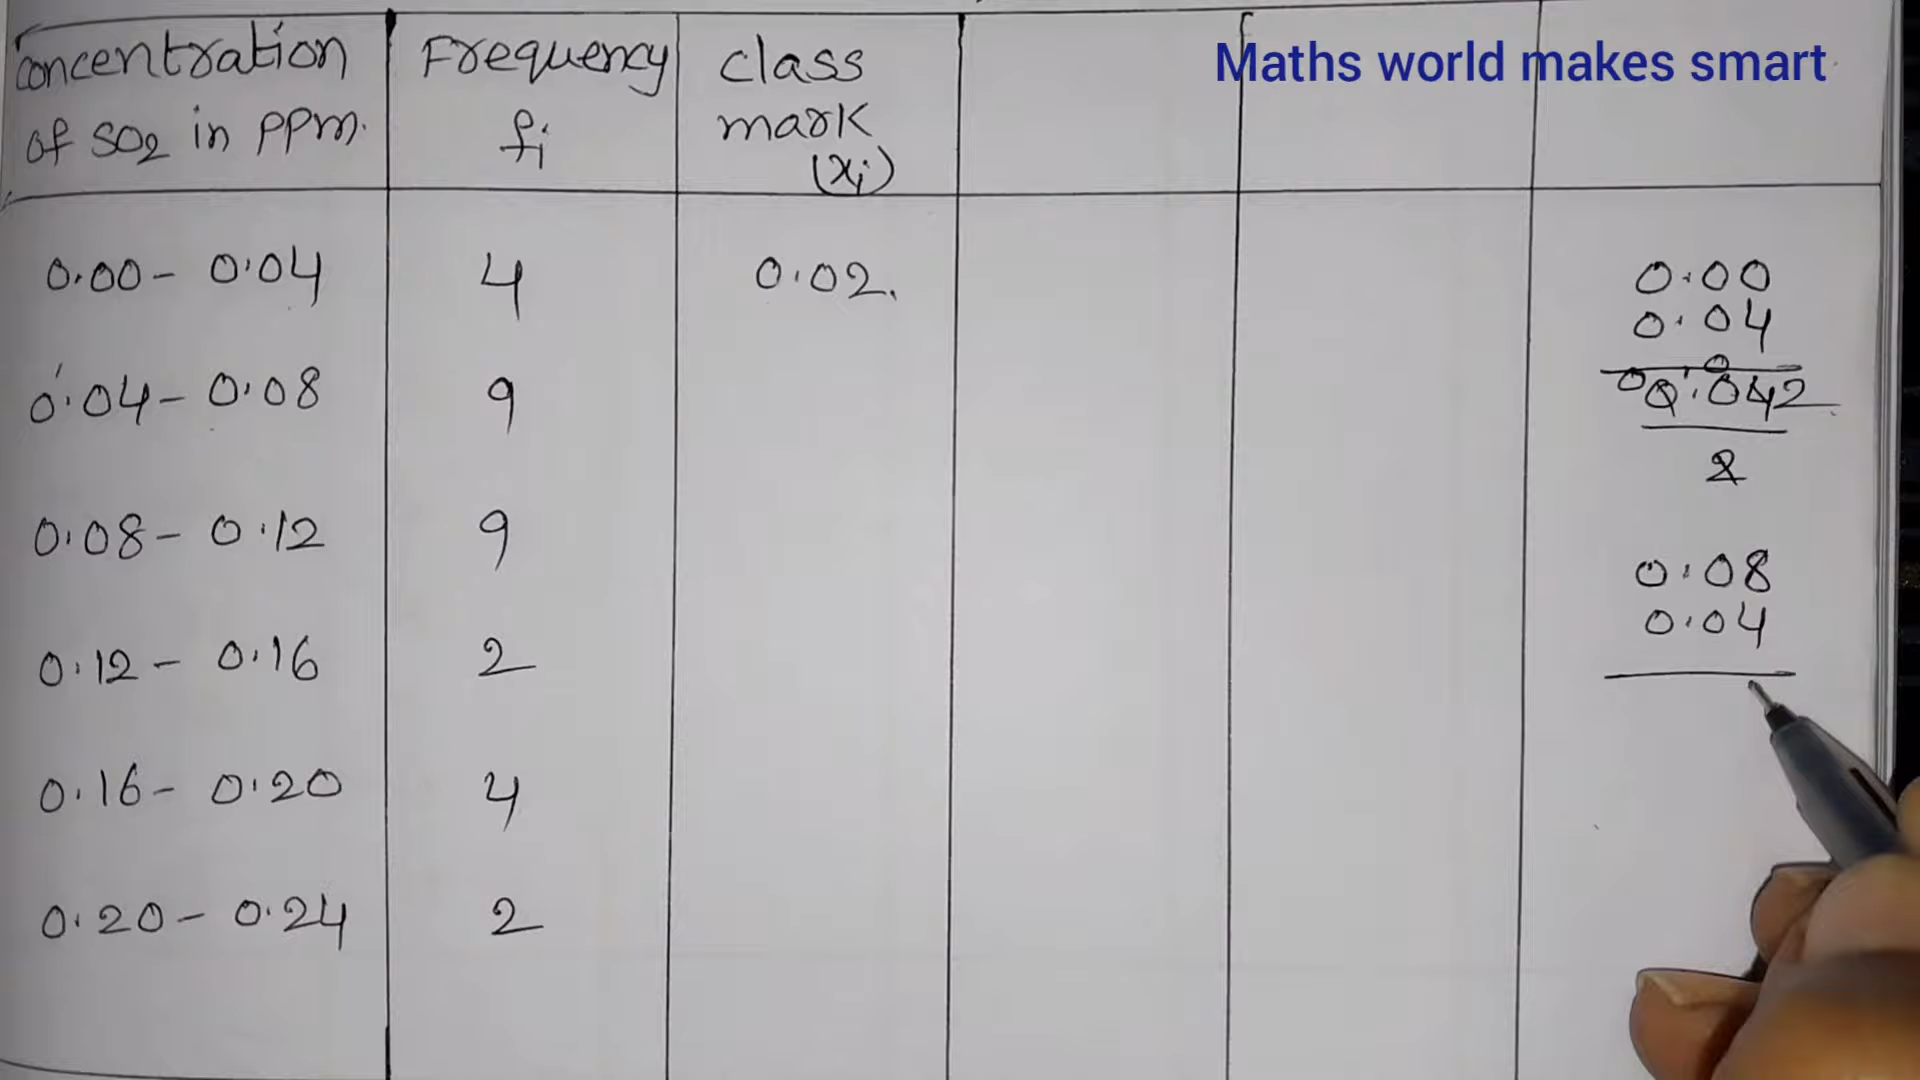 Maths world makes smart
Concentration of SO2 in PPm.
Frequency fi
Class mark (xi)
0.00 - 0.04 4 0.02.
0.04 - 0.08 9
0.08 - 0.12 9
0.12 - 0.16 2
0.16 - 0.20 4
0.20 - 0.24 2
0.00
0.04
0.042
2
0.08
0.04